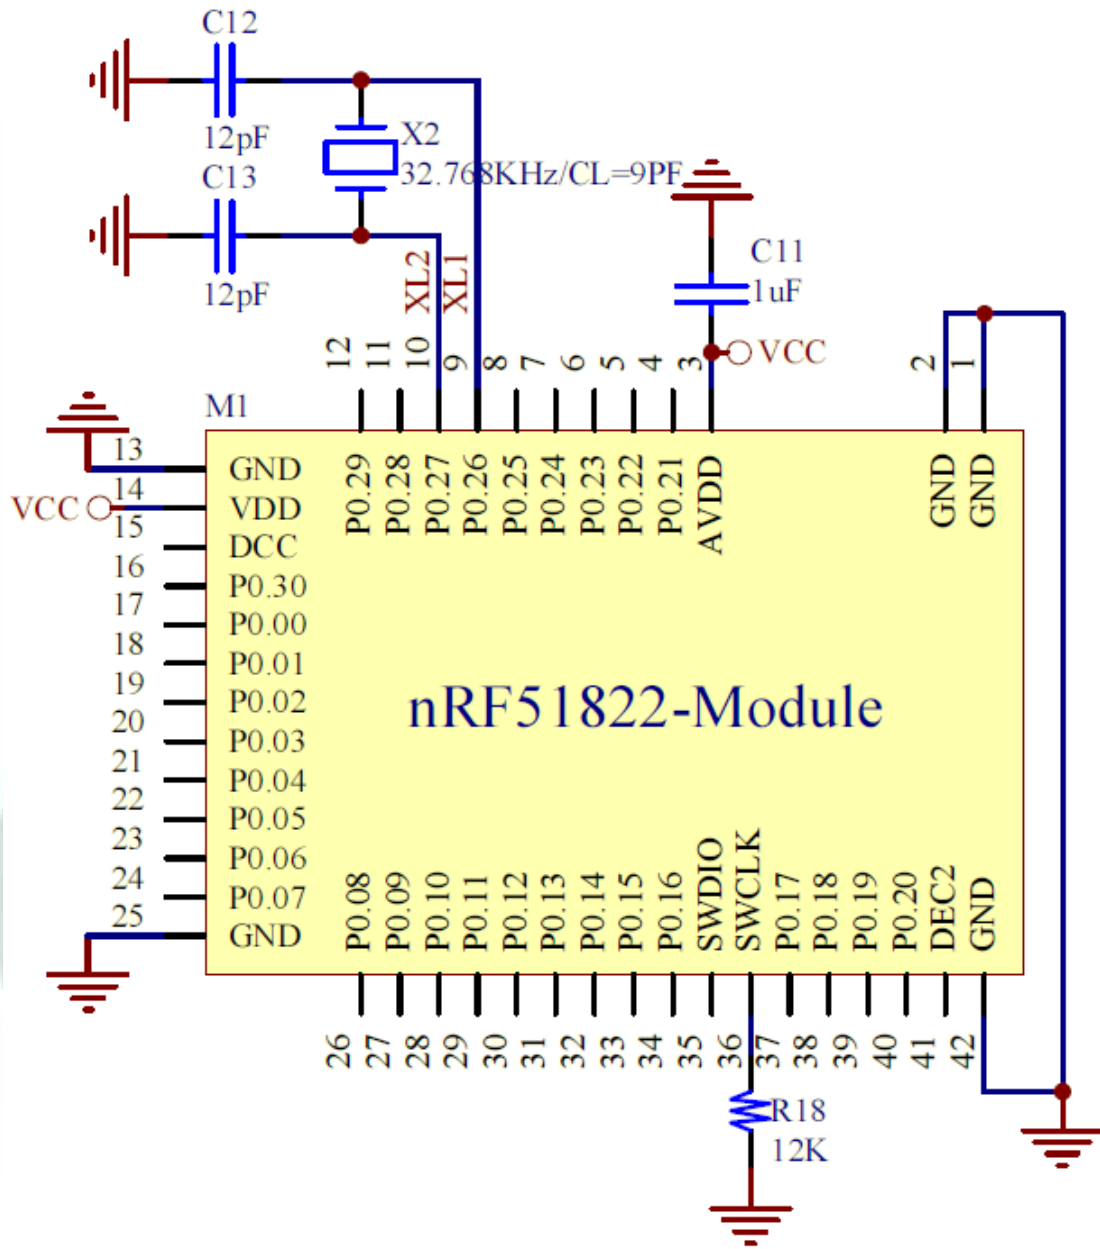 C12
12pF
X2
32.768KHz/CL=9PF
C13
12pF
XL2
XL1
C11
1uF
VCC
12
11
10
9
8
7
6
5
4
3
2
1
M1
P0.29
P0.28
P0.27
P0.26
P0.25
P0.24
P0.23
P0.22
P0.21
AVDD
GND
GND
13 GND
VCC 14 VDD
15 DCC
16 P0.30
17 P0.00
18 P0.01
19 P0.02
20 P0.03
21 P0.04
22 P0.05
23 P0.06
24 P0.07
25 GND
nRF51822-Module
P0.08
P0.09
P0.10
P0.11
P0.12
P0.13
P0.14
P0.15
P0.16
SWDIO
SWCLK
P0.17
P0.18
P0.19
P0.20
DEC2
GND
26
27
28
29
30
31
32
33
34
35
36
37
38
39
40
41
42
R18
12K